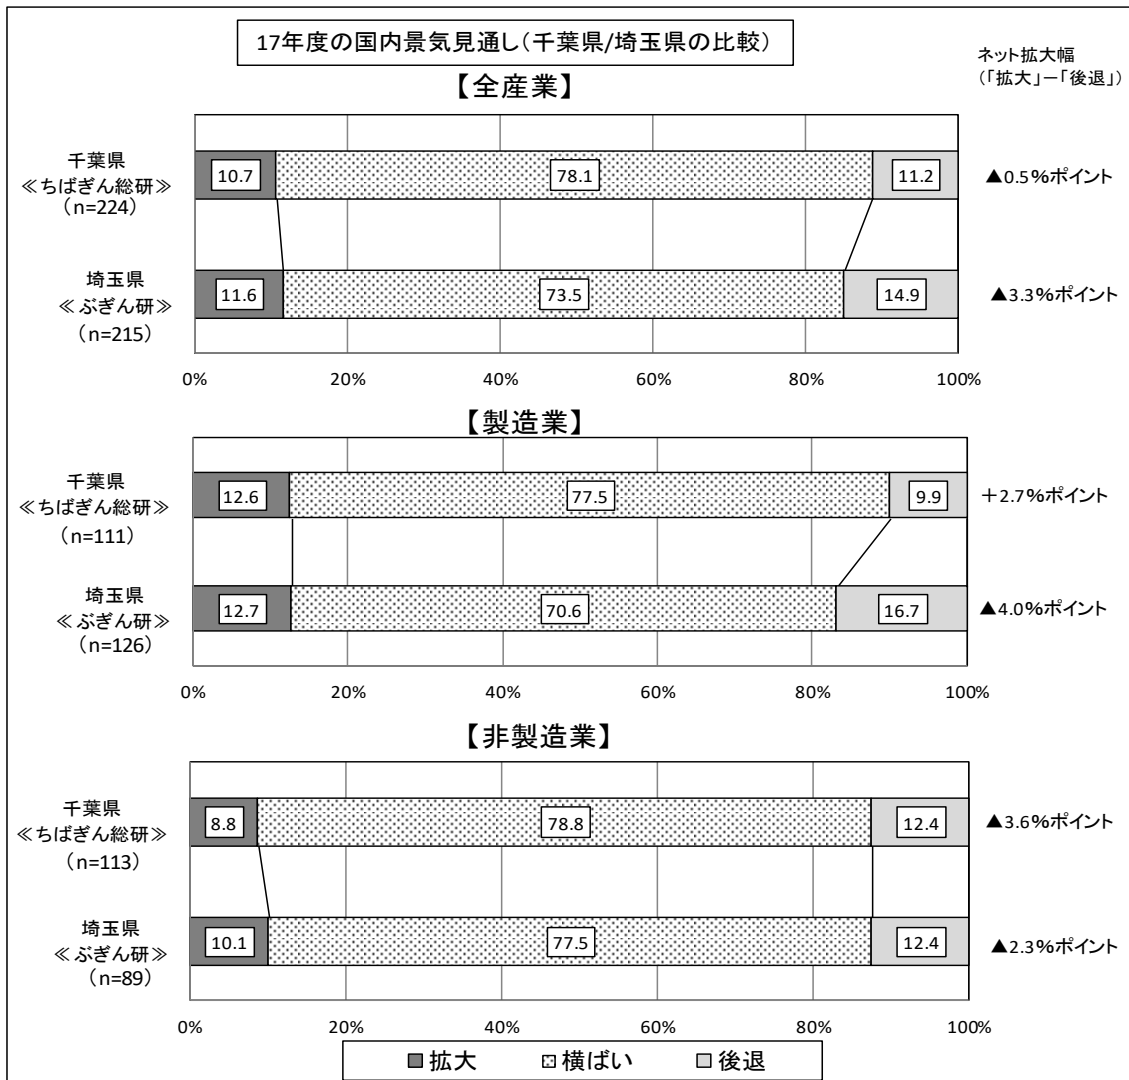 17年度の国内景気見通し(千葉県/埼玉県の比較)
ネット拡大幅
(「拡大」－「後退」)
【全産業】
千葉県
≪ちばぎん総研≫
(n=224)
10.7
78.1
11.2
▲0.5%ポイント
埼玉県
≪ぶぎん研≫
(n=215)
11.6
73.5
14.9
▲3.3%ポイント
0% 20% 40% 60% 80% 100%
【製造業】
千葉県
≪ちばぎん総研≫
(n=111)
12.6
77.5
9.9
＋2.7%ポイント
埼玉県
≪ぶぎん研≫
(n=126)
12.7
70.6
16.7
▲4.0%ポイント
0% 20% 40% 60% 80% 100%
【非製造業】
千葉県
≪ちばぎん総研≫
(n=113)
8.8
78.8
12.4
▲3.6%ポイント
埼玉県
≪ぶぎん研≫
(n=89)
10.1
77.5
12.4
▲2.3%ポイント
0% 20% 40% 60% 80% 100%
拡大 横ばい 後退